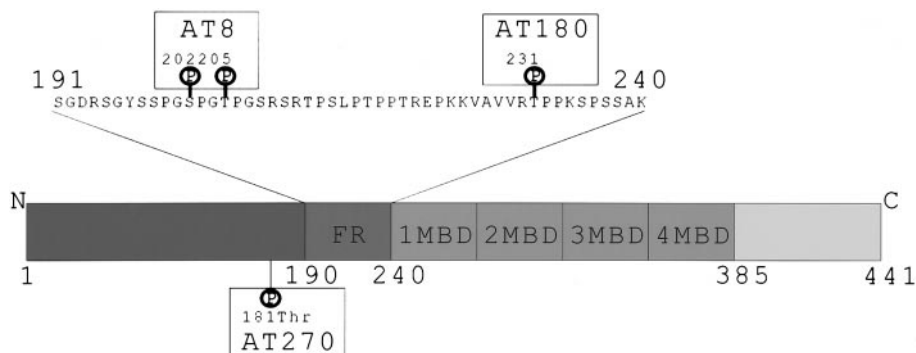 AT8
AT180
202205
231
P P
P
191
240
SGDRSGYSSPGSPGTPGSRSRTPSLPTPPTREPKKVAVVRTPPKSPSSAK
N
C
FR 1MBD 2MBD 3MBD 4MBD
1 190 240 385 441
P
181Thr
AT270